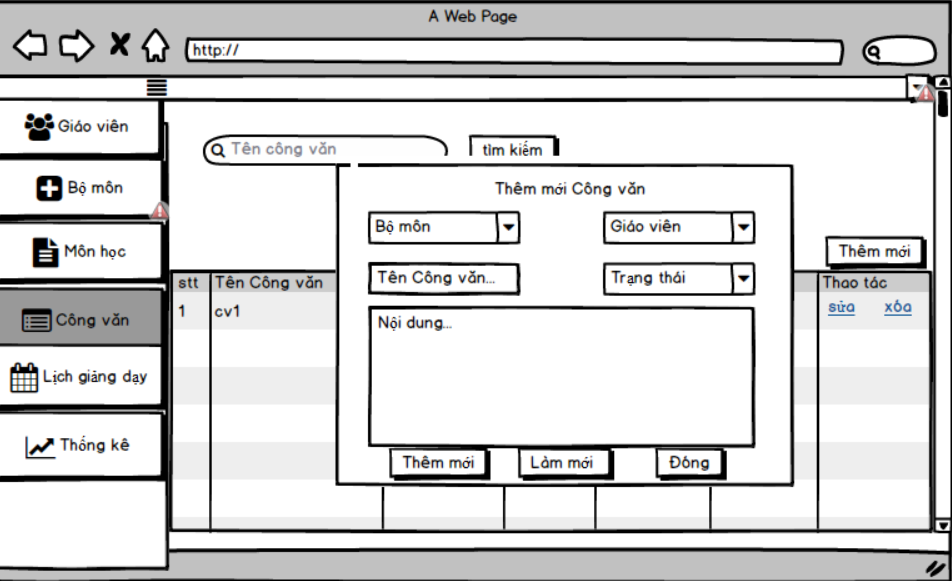 A Web Page
http://
Giáo viên
Bộ môn
Môn học
Công văn
Lịch giảng dạy
Thống kê
Tên công văn
tìm kiếm
Thêm mới
stt Tên Công văn Thao tác
1 cv1 sửa xóa
Thêm mới Công văn
Bộ môn Giáo viên
Tên Công văn... Trạng thái
Nội dung...
Thêm mới Làm mới Đóng